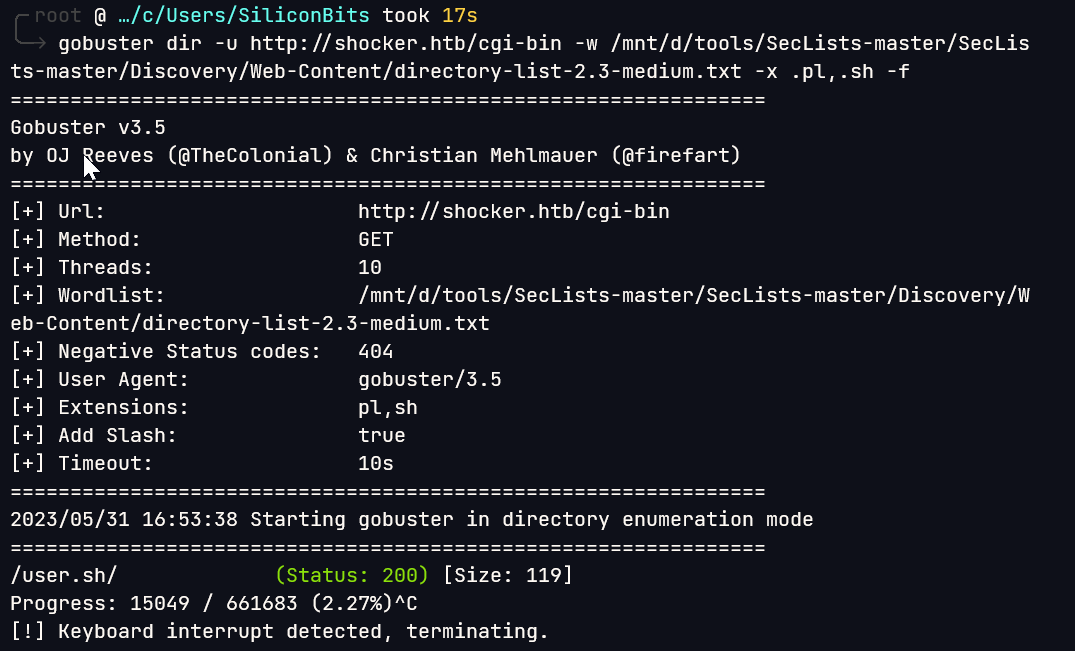 root @ …/c/Users/SiliconBits took 17s
gobuster dir -u http://shocker.htb/cgi-bin -w /mnt/d/tools/SecLists-master/SecLis
ts-master/Discovery/Web-Content/directory-list-2.3-medium.txt -x .pl,.sh -f
===============================================================
Gobuster v3.5
by OJ Reeves (@TheColonial) & Christian Mehlmauer (@firefart)
===============================================================
[+] Url:                     http://shocker.htb/cgi-bin
[+] Method:                  GET
[+] Threads:                 10
[+] Wordlist:                /mnt/d/tools/SecLists-master/SecLists-master/Discovery/W
eb-Content/directory-list-2.3-medium.txt
[+] Negative Status codes:   404
[+] User Agent:              gobuster/3.5
[+] Extensions:              pl,sh
[+] Add Slash:               true
[+] Timeout:                 10s
===============================================================
2023/05/31 16:53:38 Starting gobuster in directory enumeration mode
===============================================================
/user.sh/             (Status: 200) [Size: 119]
Progress: 15049 / 661683 (2.27%)^C
[!] Keyboard interrupt detected, terminating.